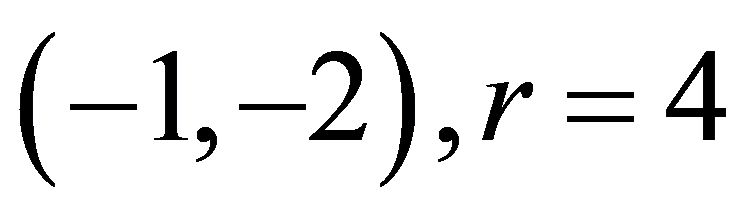 (−1,−2), r = 4